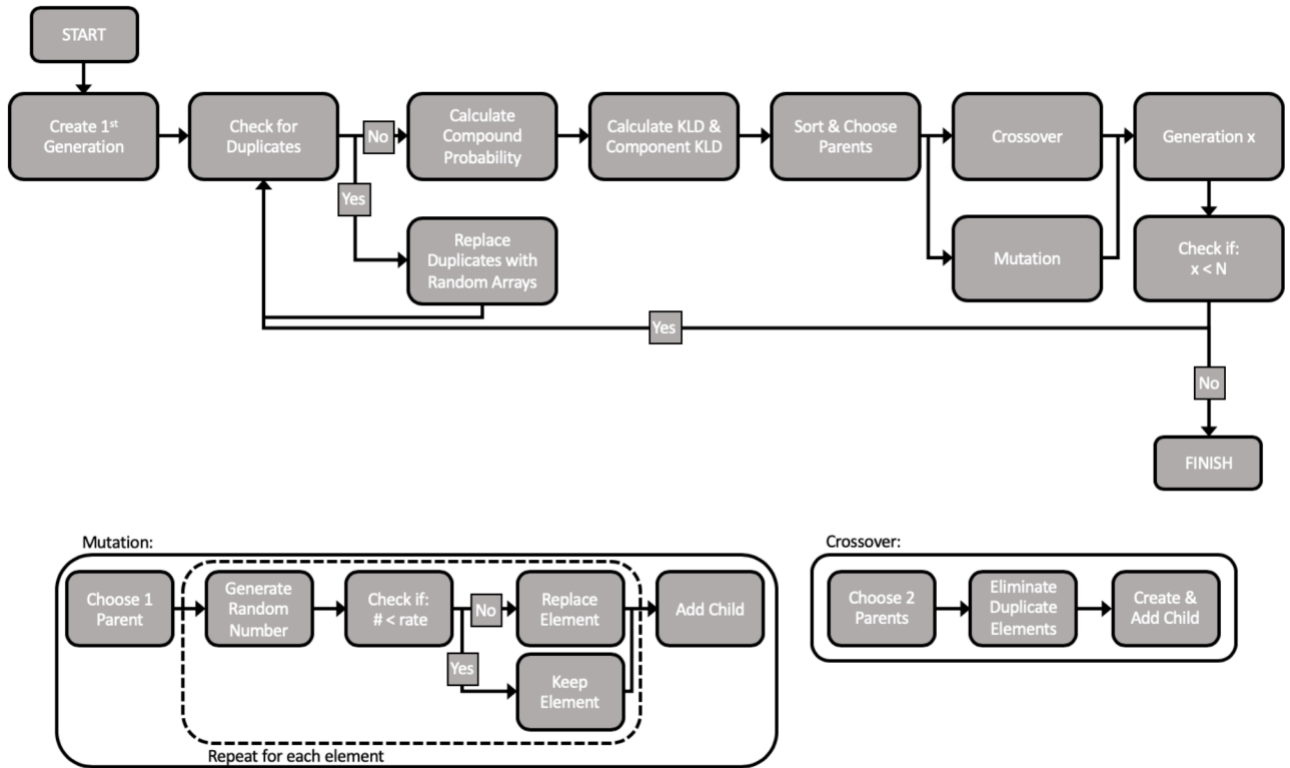 START
Create 1st
Generation
Check for
Duplicates
No
Calculate
Compound
Probability
Calculate KLD &
Component KLD
Sort & Choose
Parents
Crossover
Generation x
Yes
Replace
Duplicates with
Random Arrays
Mutation
Check if:
x < N
Yes
No
FINISH
Mutation:
Choose 1
Parent
Generate
Random
Number
Check if:
# < rate
No
Replace
Element
Add Child
Yes
Keep
Element
Repeat for each element
Crossover:
Choose 2
Parents
Eliminate
Duplicate
Elements
Create &
Add Child